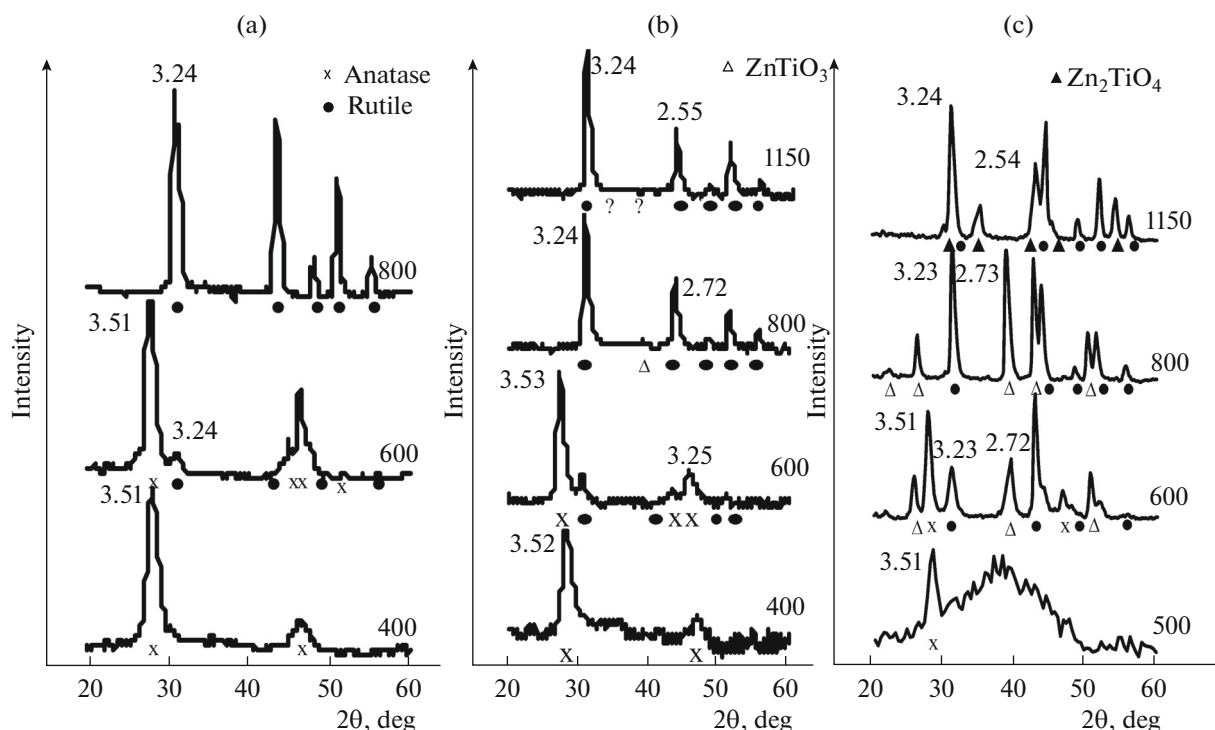 (a)
3.24
x Anatase
● Rutile
800
3.51
3.24
600
x
xx
x
3.51
400
x
x
Intensity
20 30 40 50 60
2θ, deg
(b)
3.24
△ ZnTiO3
2.55
1150
? ?
3.24
2.72
800
3.53
3.25
600
x x x
3.52
400
x x
Intensity
20 30 40 50 60
2θ, deg
(c)
▲ Zn2TiO4
3.24
2.54
1150
3.23 2.73
800
3.51
3.23 2.72
600
x x
3.51
500
x
Intensity
20 30 40 50 60
2θ, deg